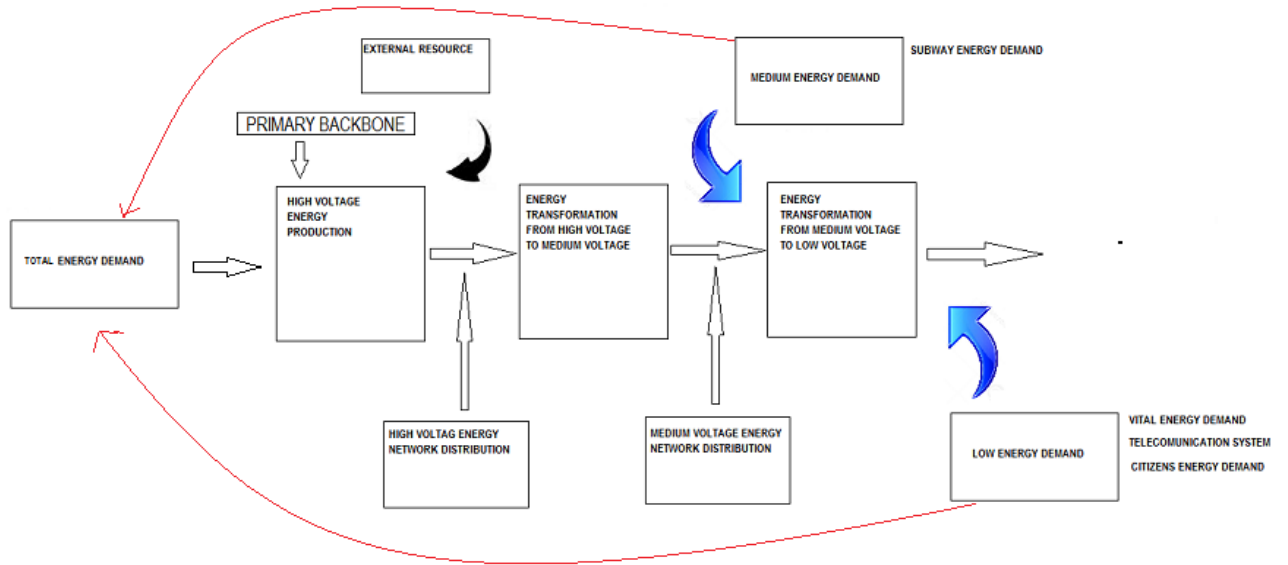 EXTERNAL RESOURCE
MEDIUM ENERGY DEMAND
SUBWAY ENERGY DEMAND
PRIMARY BACKBONE
HIGH VOLTAGE
ENERGY
PRODUCTION
ENERGY
TRANSFORMATION
FROM HIGH VOLTAGE
TO MEDIUM VOLTAGE
ENERGY
TRANSFORMATION
FROM MEDIUM VOLTAGE
TO LOW VOLTAGE
TOTAL ENERGY DEMAND
HIGH VOLTAG ENERGY
NETWORK DISTRIBUTION
MEDIUM VOLTAGE ENERGY
NETWORK DISTRIBUTION
LOW ENERGY DEMAND
VITAL ENERGY DEMAND
TELECOMUNICATION SYSTEM
CITIZENS ENERGY DEMAND